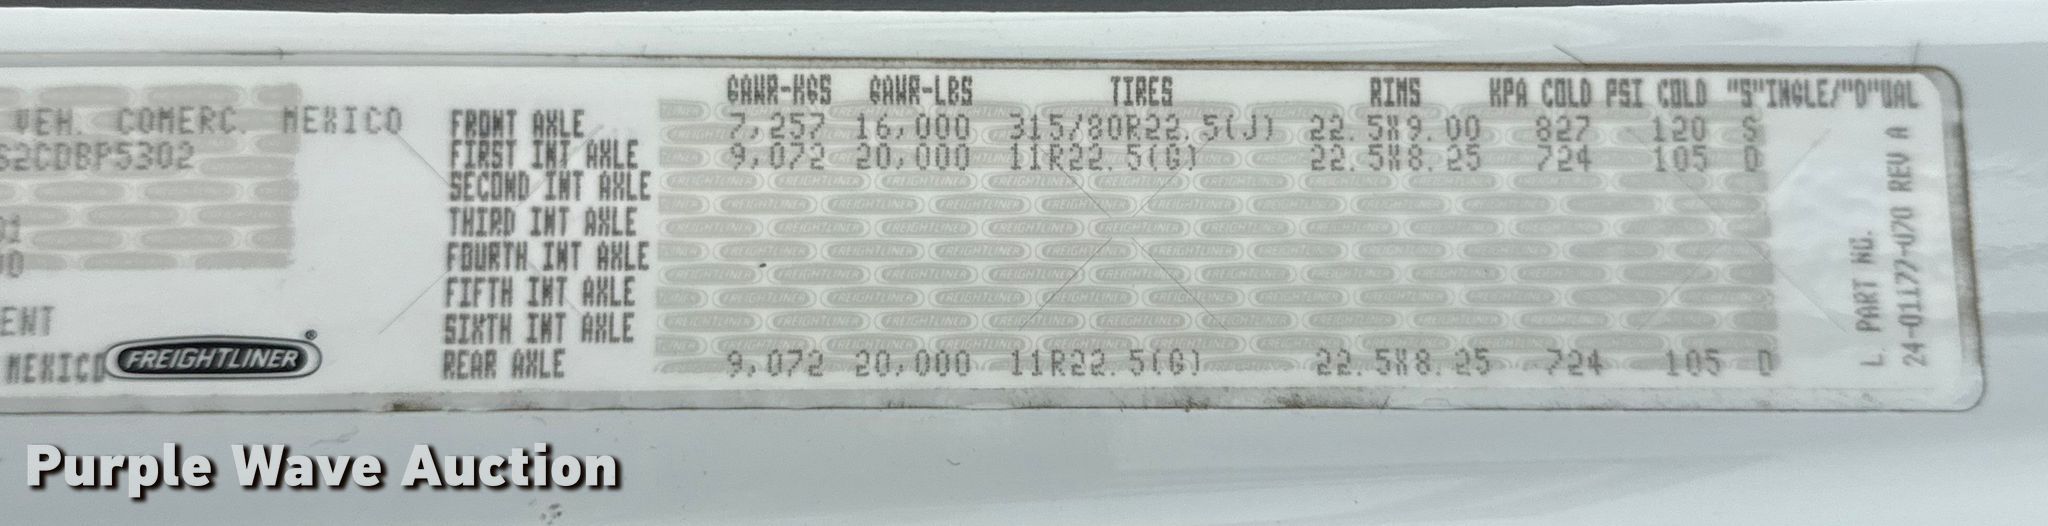 GAWR-KGS GAWR-LBS TIRES RIMS KPA COLD PSI COLD "S"INGLE/"D"UAL
VEH. COMERC. MEXICO
S2CDBP5302
ENT
MEXICO
FREIGHTLINER®
FRONT AXLE 7,257 16,000 315/80R22.5(J) 22.5X9.00 827 120 S
FIRST INT AXLE 9,072 20,000 11R22.5(G) 22.5X8.25 724 105 D
SECOND INT AXLE
THIRD INT AXLE
FOURTH INT AXLE
FIFTH INT AXLE
SIXTH INT AXLE
REAR AXLE 9,072 20,000 11R22.5(G) 22.5X8.25 724 105 D
L. PART NO.
24-01177-070 REV A
Purple Wave Auction